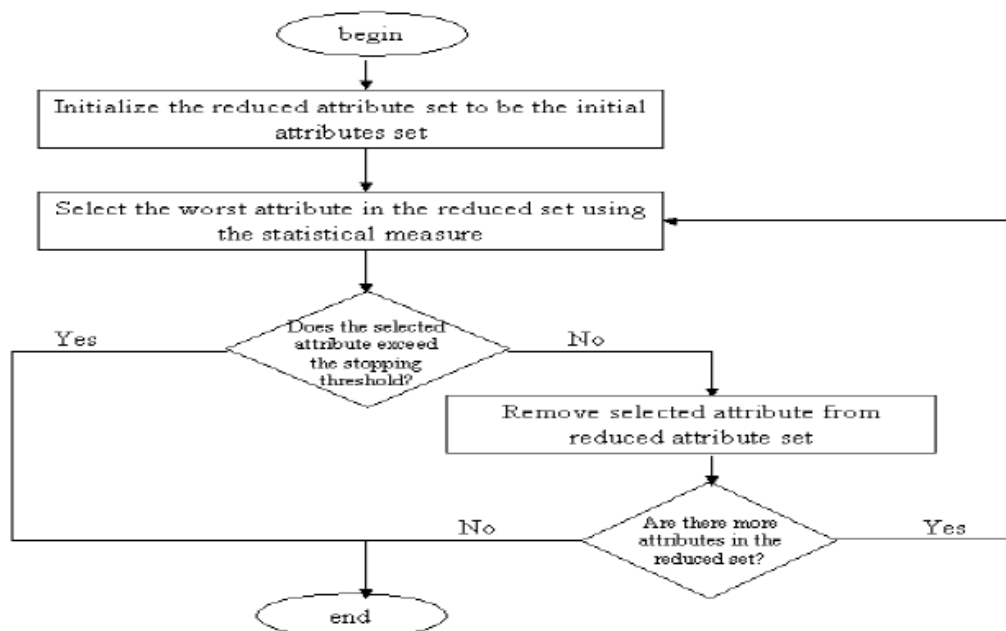 begin
Initialize the reduced attribute set to be the initial
attributes set
Select the worst attribute in the reduced set using
the statistical measure
Does the selected
attribute exceed
the stopping
threshold?
Yes
No
Remove selected attribute from
reduced attribute set
Are there more
attributes in the
reduced set?
No
Yes
end